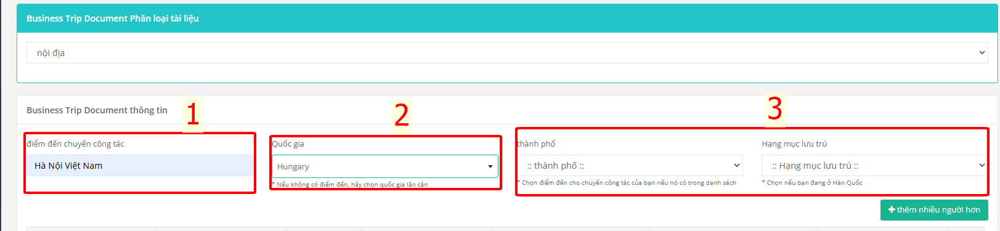 Business Trip Document Phân loại tài liệu
nội địa
Business Trip Document thông tin
1
2
3
điểm đến chuyến công tác
Quốc gia
thành phố
Hạng mục lưu trú
Hà Nội Việt Nam
Hungary
:: thành phố ::
:: Hạng mục lưu trú ::
* Nếu không có điểm đến, hãy chọn quốc gia lân cận
* Chọn điểm đến cho chuyến công tác của bạn nếu nó có trong danh sách
* Chọn nếu bạn đang ở Hàn Quốc
+ thêm nhiều người hơn